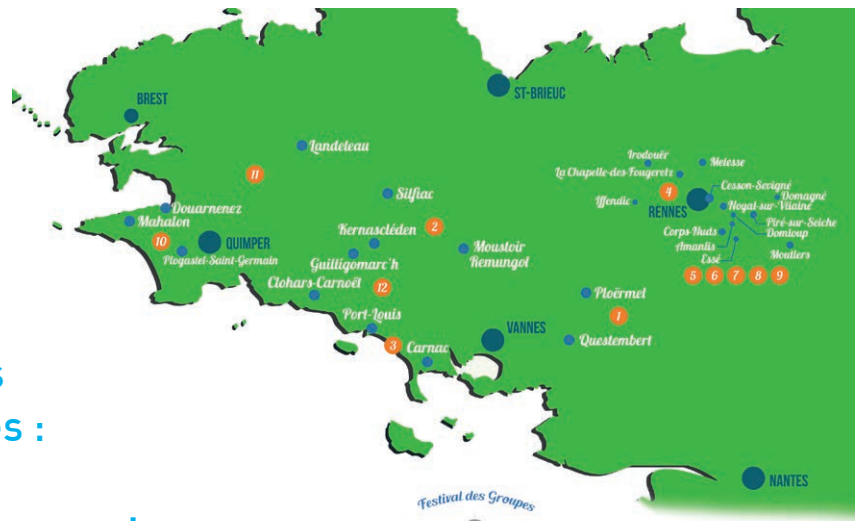 BREST
ST-BRIEUC
Landeleau
Irodouër
Melesse
La Chapelle-des-Fougeretz
11
4
Cesson-Sevigné
Silfiac
Iffendic
RENNES
Domagné
Noyal-sur-Vilaine
Douarnenez
Mahalon
Piré-sur-Seiche
2
Kernascléden
Corps-Nuds
Domloup
10
QUIMPER
Moustoir
Remungol
Amanlis
Plogastel-Saint-Germain
Guilligomarc'h
Essé
Moutiers
5 6 7 8 9
Clohars-Carnoët
12
Ploërmel
Port-Louis
1
VANNES
3
Carnac
Questembert
NANTES
Festival des Groupes